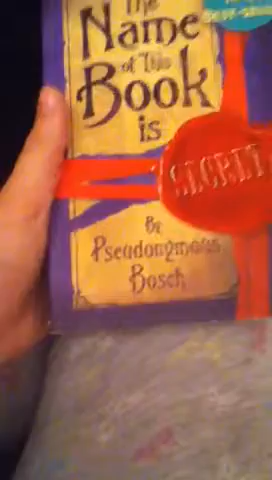 The
Name
of This
Book
is
SECRET
By
Pseudonymous
Bosch